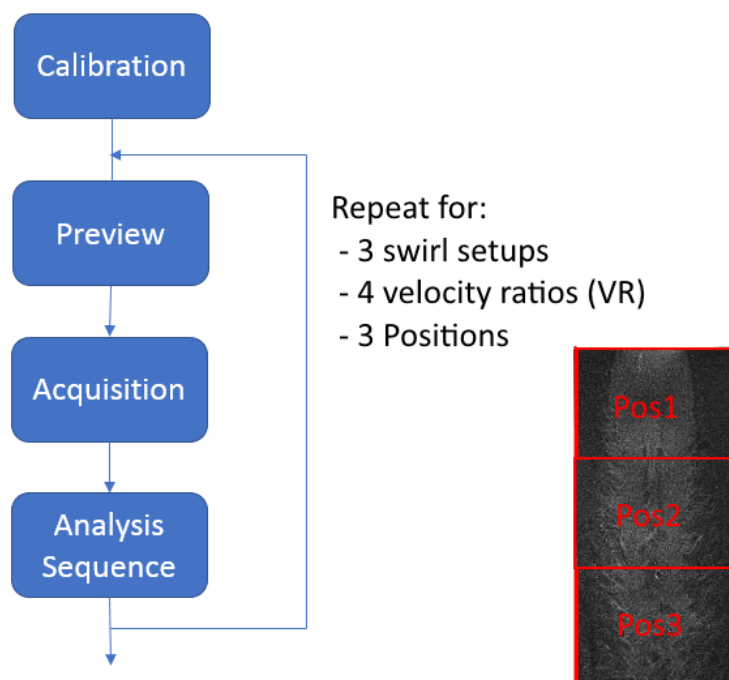 Calibration
Preview
Acquisition
Analysis
Sequence
Repeat for:
- 3 swirl setups
- 4 velocity ratios (VR)
- 3 Positions
Pos1
Pos2
Pos3